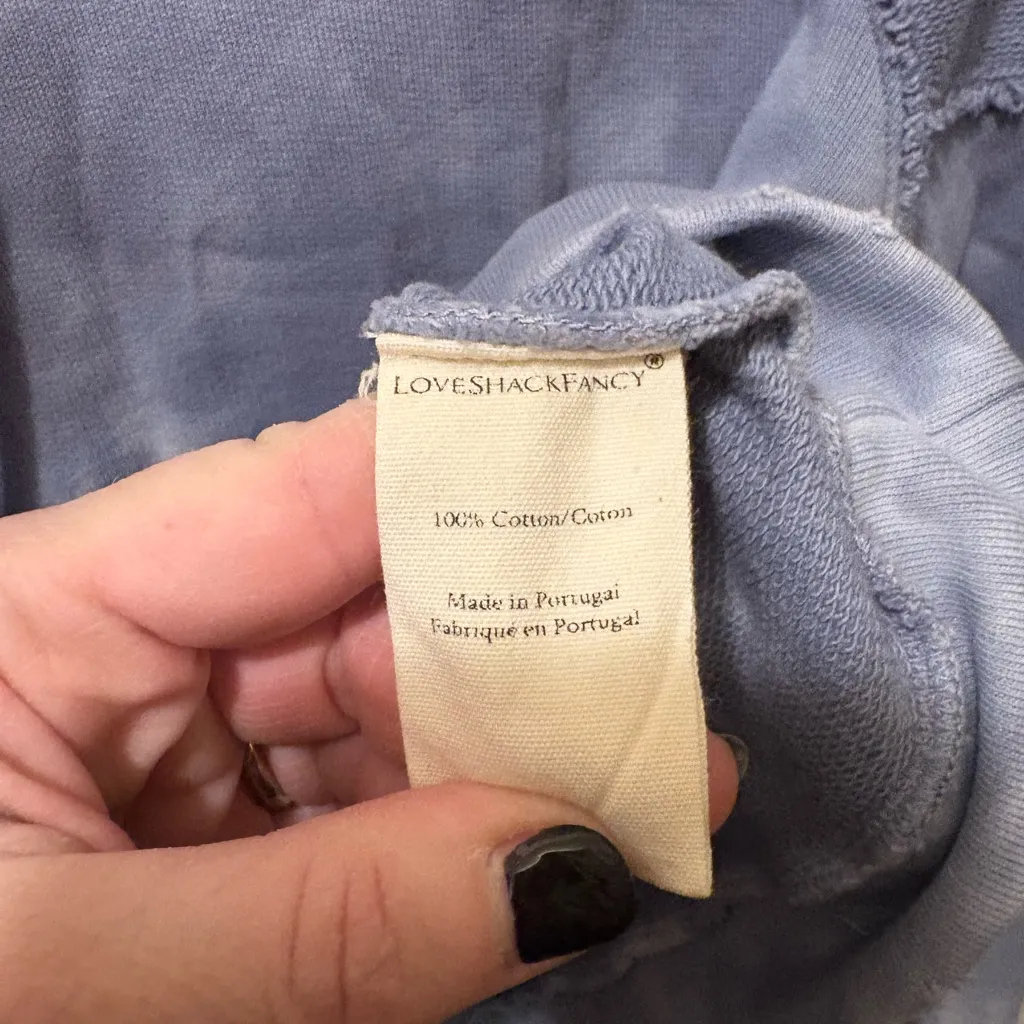 LOVESHACKFANCY®
100% Cotton/Coton
Made in Portugal
Fabriqué en Portugal